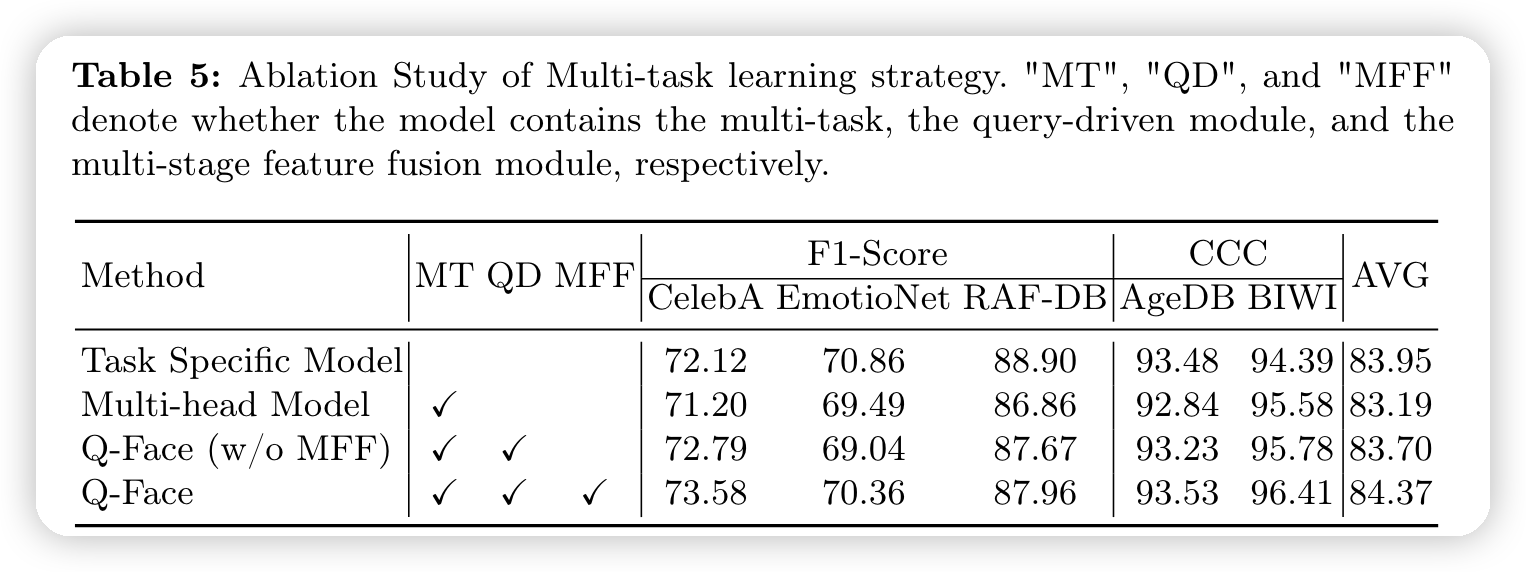 Table 5: Ablation Study of Multi-task learning strategy. "MT", "QD", and "MFF"
denote whether the model contains the multi-task, the query-driven module, and the
multi-stage feature fusion module, respectively.
Method MT QD MFF F1-Score CCC AVG
CelebA EmotioNet RAF-DB AgeDB BIWI
Task Specific Model 72.12 70.86 88.90 93.48 94.39 83.95
Multi-head Model ✓ 71.20 69.49 86.86 92.84 95.58 83.19
Q-Face (w/o MFF) ✓ ✓ 72.79 69.04 87.67 93.23 95.78 83.70
Q-Face ✓ ✓ ✓ 73.58 70.36 87.96 93.53 96.41 84.37